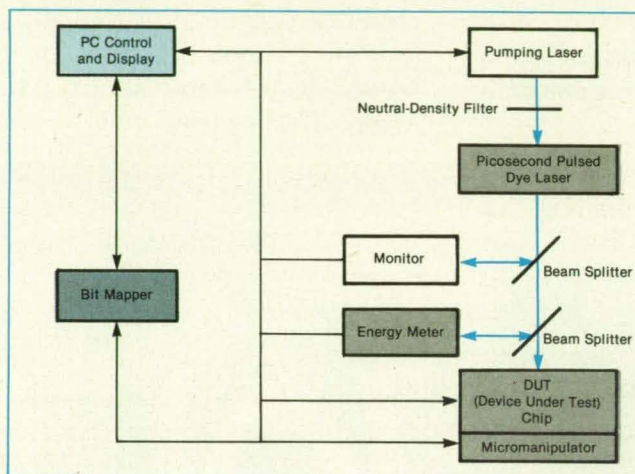 PC Control
and Display
Pumping Laser
Neutral-Density Filter
Picosecond Pulsed
Dye Laser
Monitor
Beam Splitter
Bit Mapper
Energy Meter
Beam Splitter
DUT
(Device Under Test)
Chip
Micromanipulator